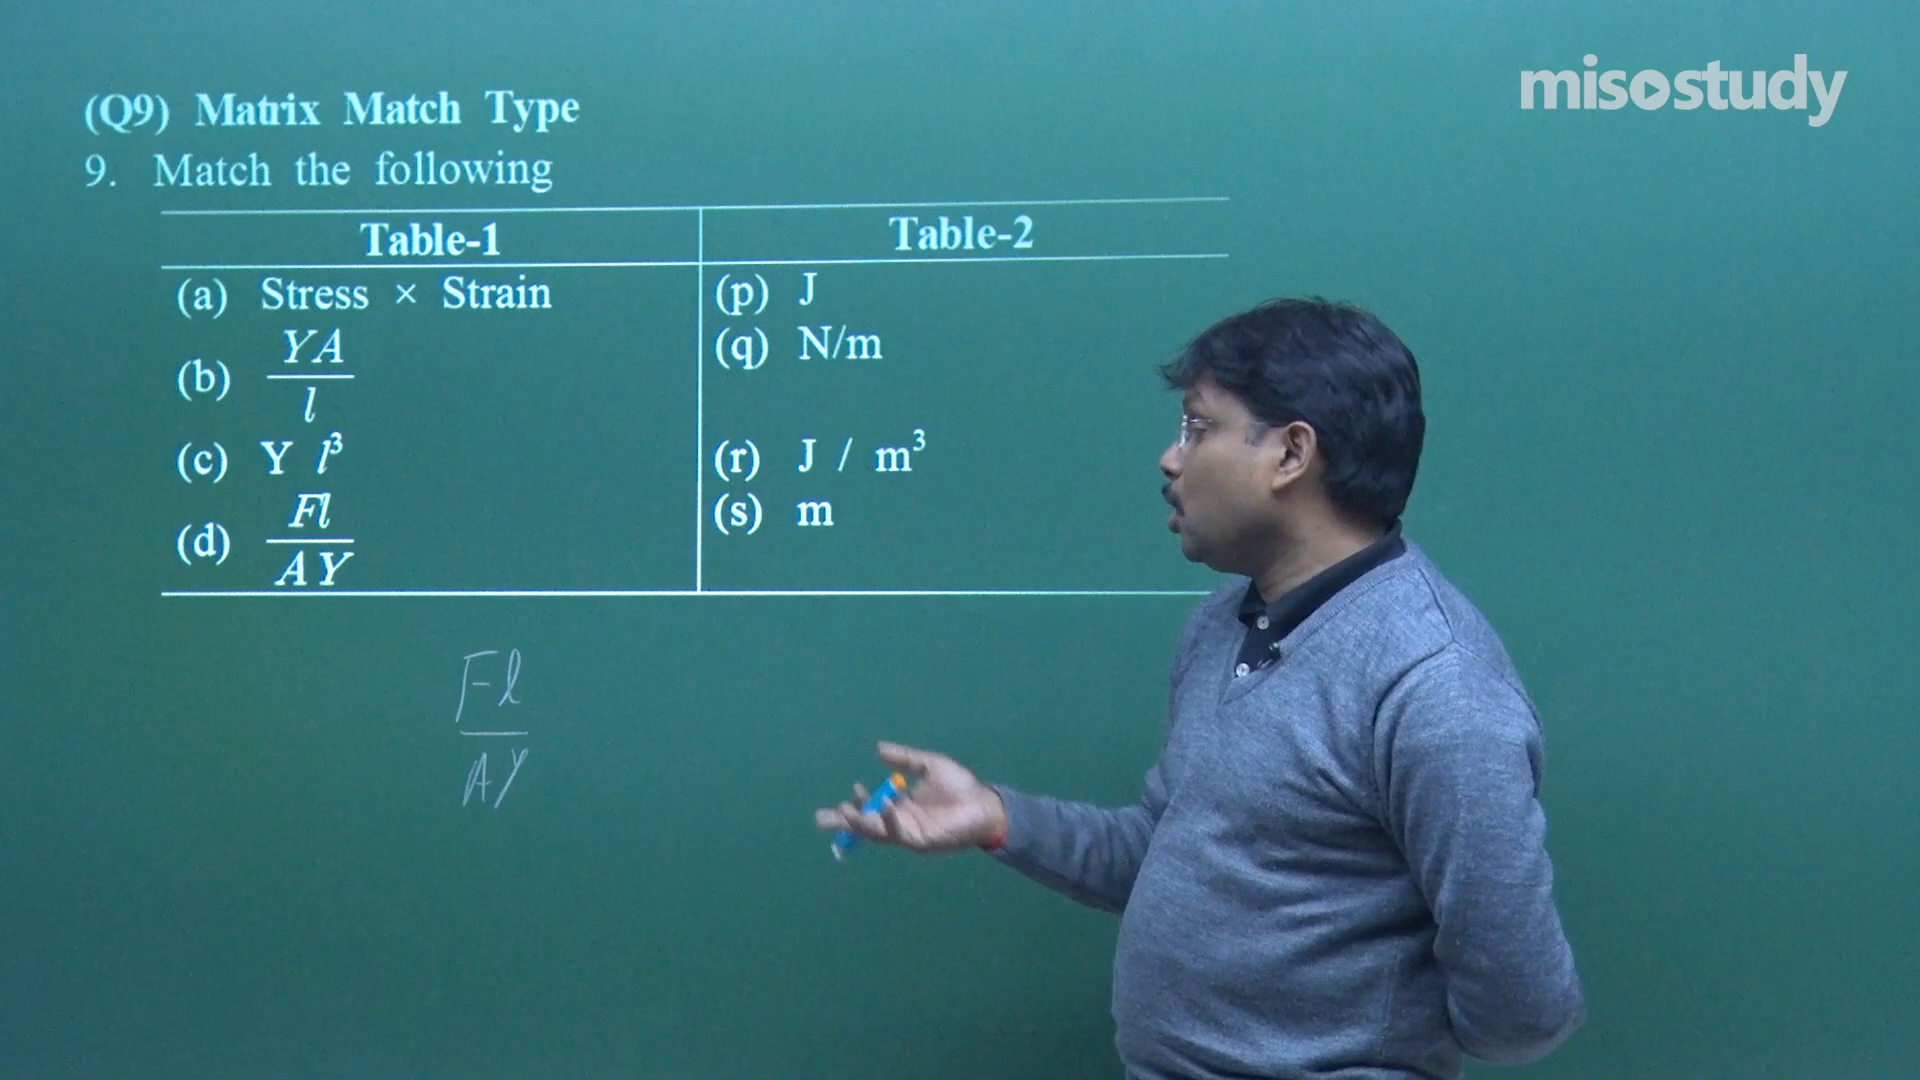 misostudy
(Q9) Matrix Match Type
9. Match the following
Table-1 Table-2
(a) Stress × Strain (p) J
(b) YA/l (q) N/m
(c) Y l³ (r) J / m³
(d) Fl/AY (s) m
Fl
AY